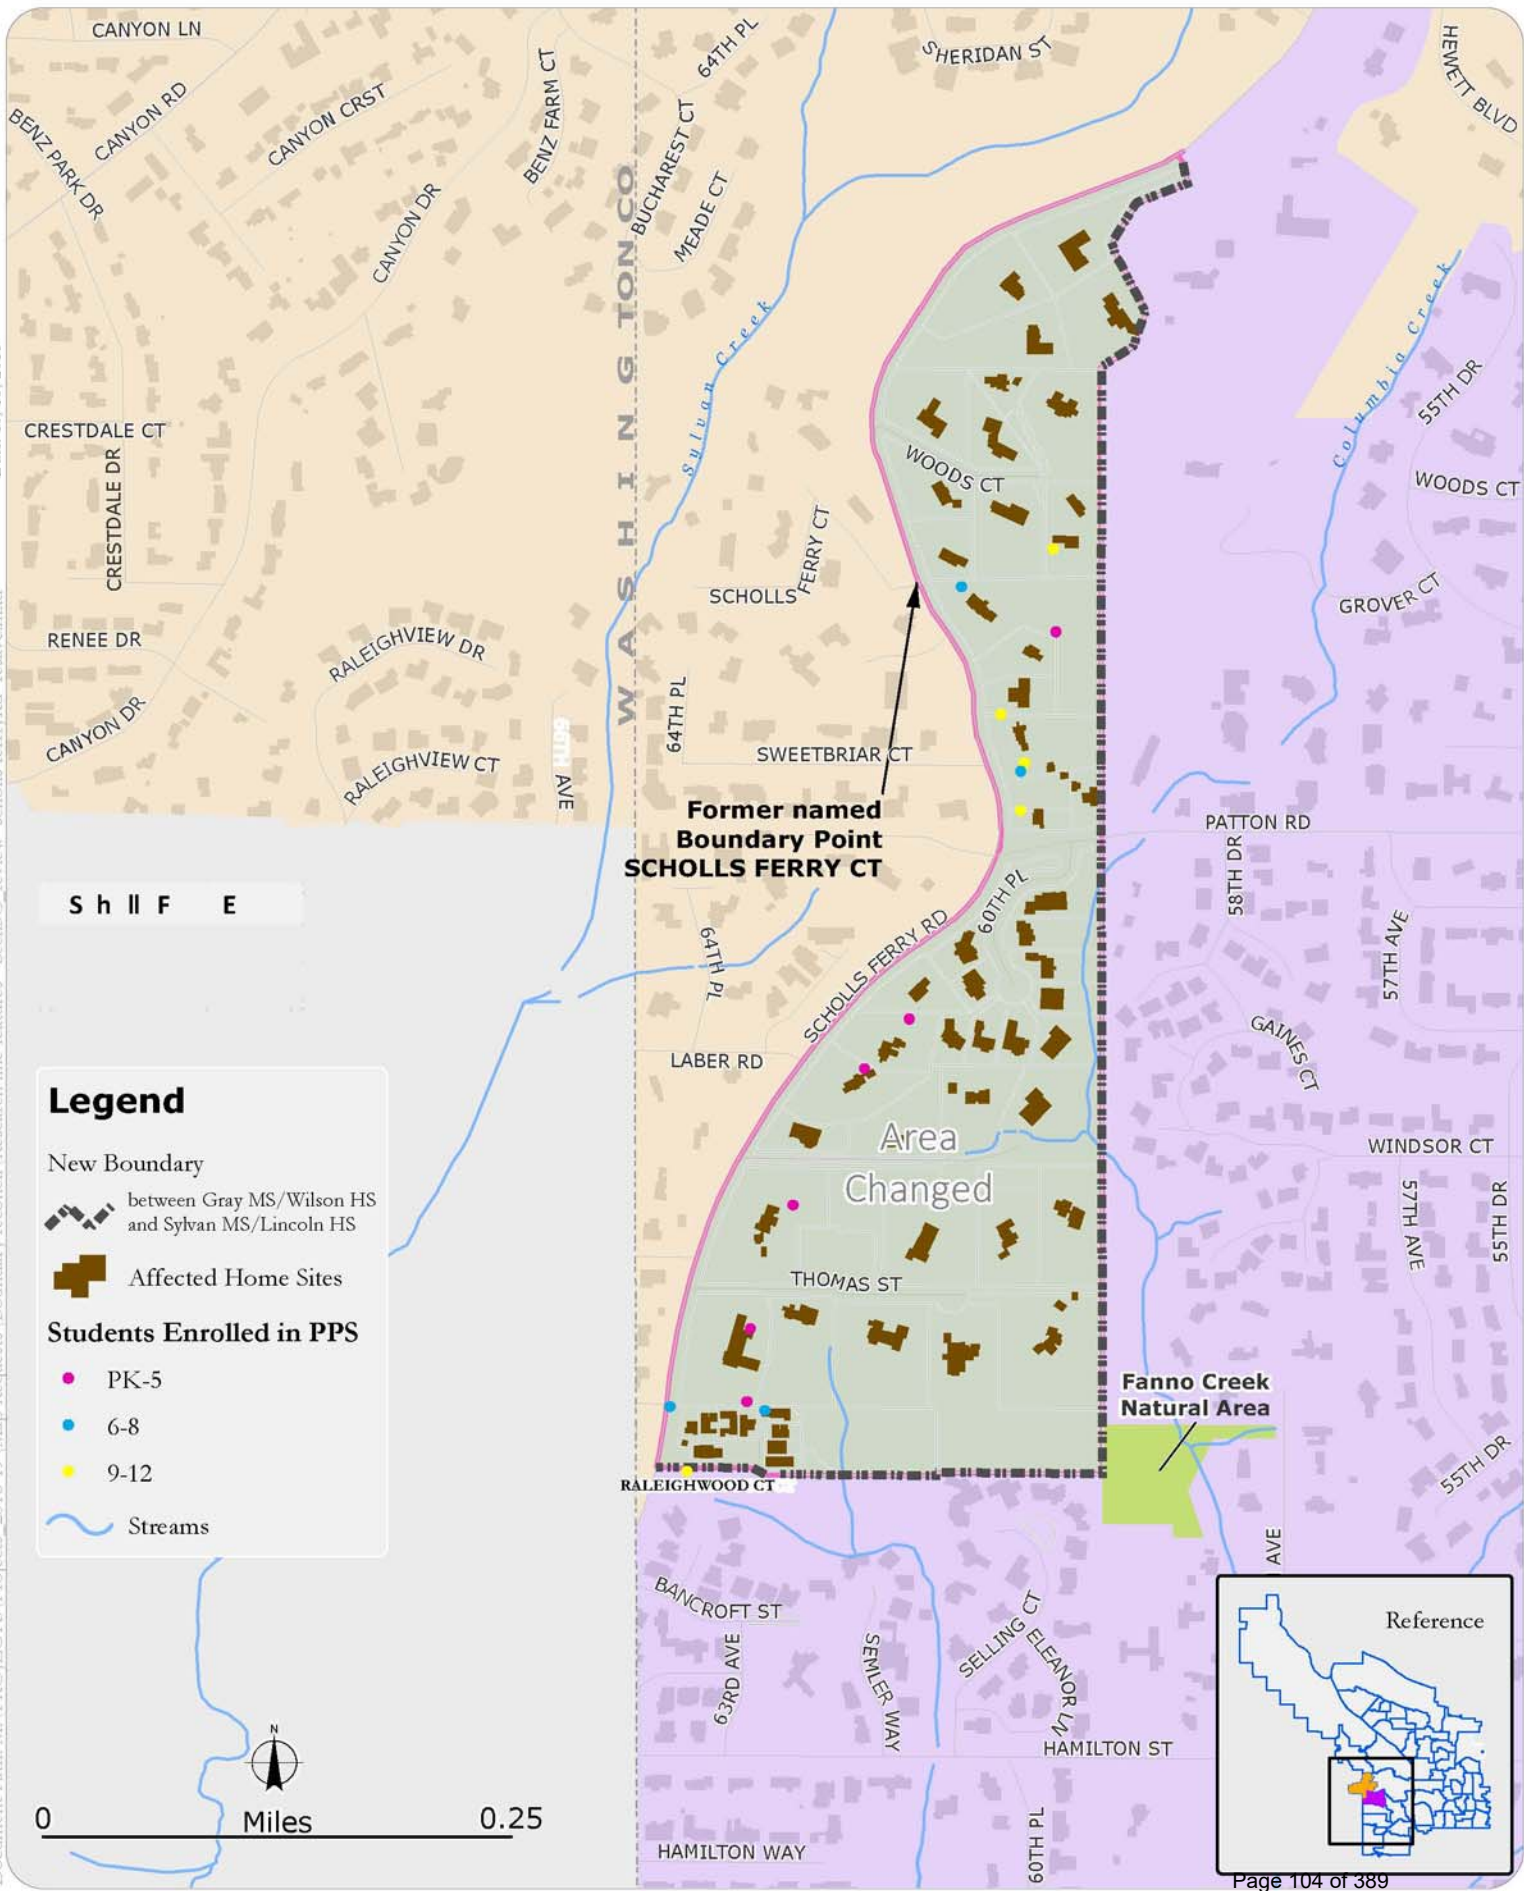 CANYON LN
64TH PL
SHERIDAN ST
HEWETT BLVD
BENZ PARK DR
CANYON RD
CANYON CRST
BENZ FARM CT
BUCHAREST CT
MEADE CT
CANYON DR
WASHINGTON CO
Sylvan Creek
Columbia Creek
55TH DR
CRESTDALE CT
CRESTDALE DR
WOODS CT
WOODS CT
SCHOLLS FERRY CT
GROVER CT
RENEE DR
RALEIGHVIEW DR
64TH PL
CANYON DR
RALEIGHVIEW CT
66TH AVE
SWEETBRIAR CT
Former named
Boundary Point
SCHOLLS FERRY CT
PATTON RD
58TH DR
60TH PL
S h ll F E
57TH AVE
64TH PL
SCHOLLS FERRY RD
GAINES CT
LABER RD
Area
Changed
WINDSOR CT
57TH AVE
55TH DR
THOMAS ST
Legend
New Boundary
between Gray MS/Wilson HS
and Sylvan MS/Lincoln HS
Affected Home Sites
Students Enrolled in PPS
PK-5
6-8
9-12
Streams
Fanno Creek
Natural Area
55TH DR
RALEIGHWOOD CT
AVE
BANCROFT ST
63RD AVE
SEMLER WAY
SELLING CT
ELEANOR LN
HAMILTON ST
HAMILTON WAY
60TH PL
Reference
N
0 Miles 0.25
Page 104 of 389